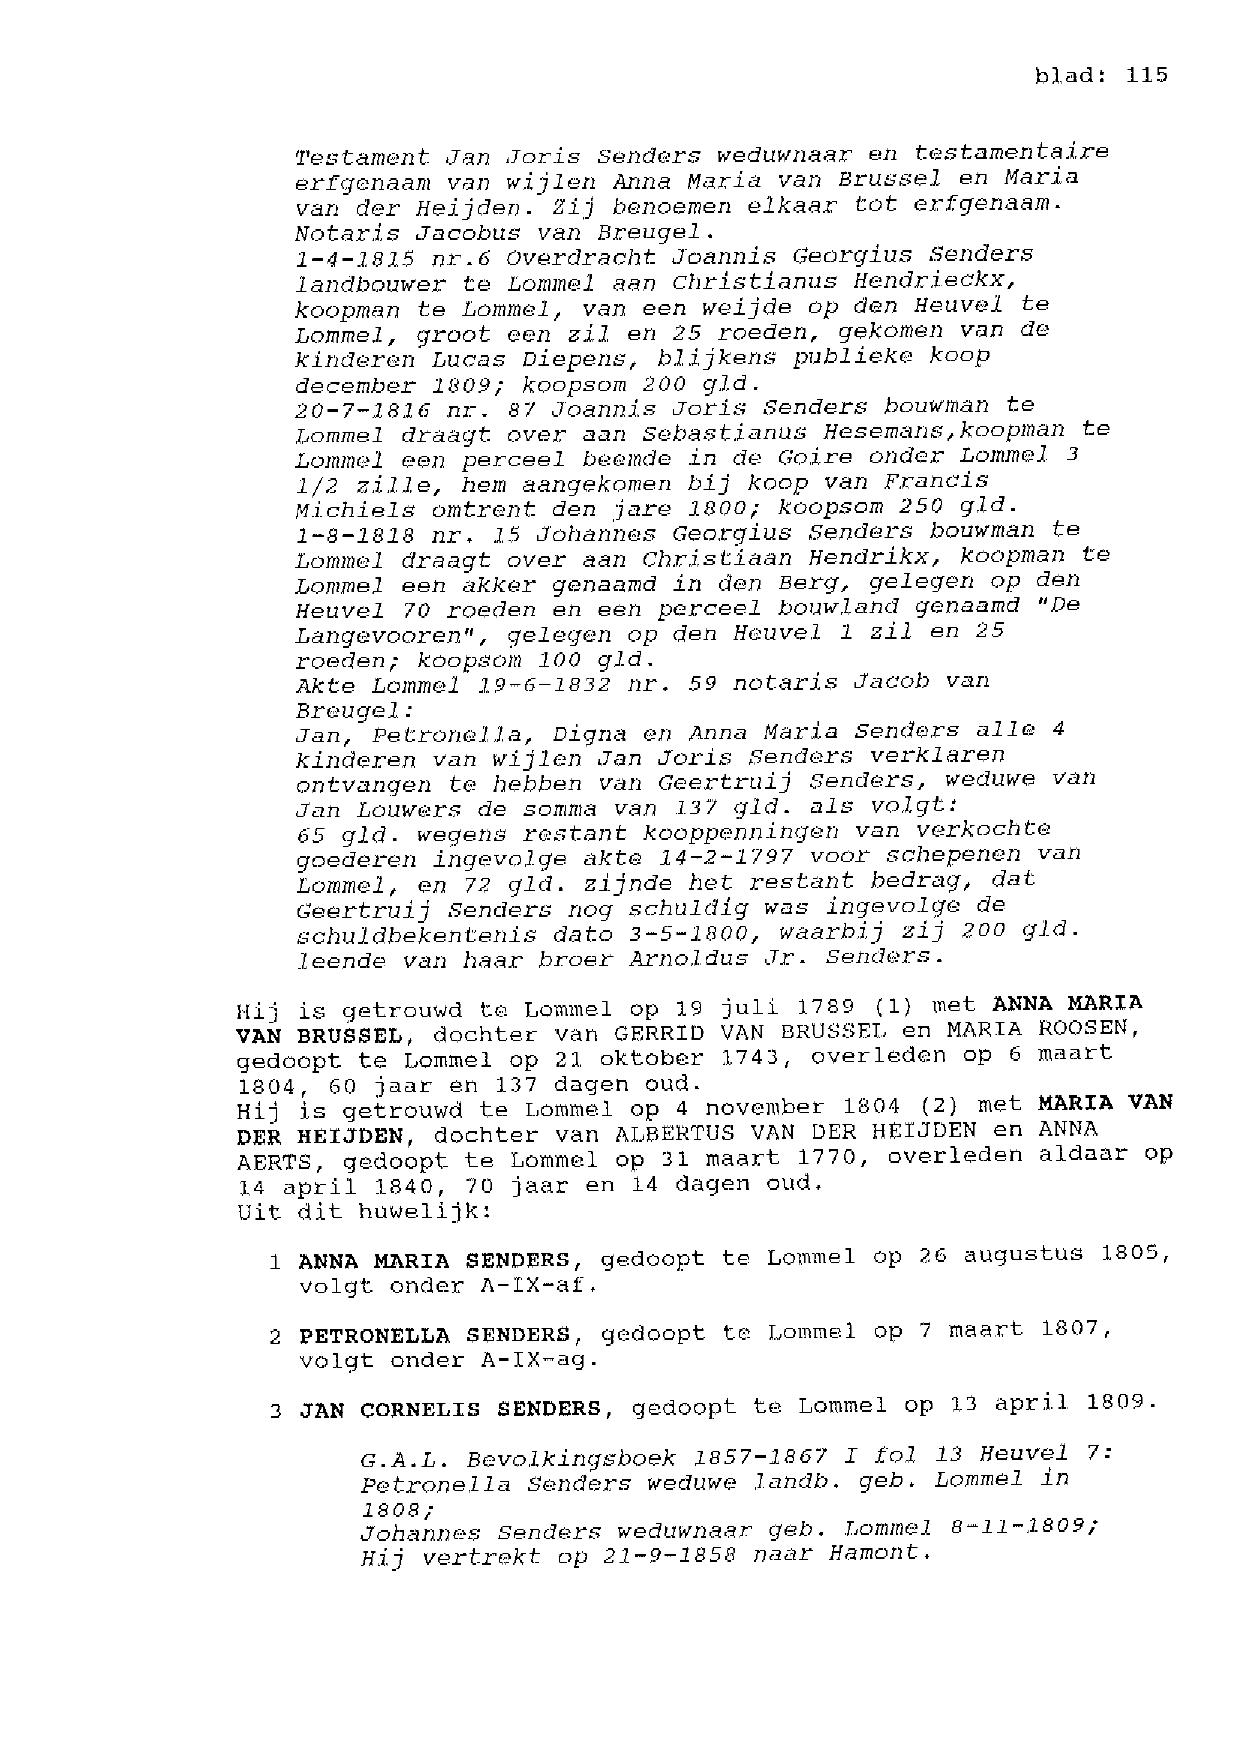 blad: 115
Testament Jan Joris Senders weduwnaar en testamentaire
erfgenaam van wijlen Anna Maria van Brussel en Maria
van der Heijden. Zij benoemen elkaar tot erfgenaam.
Notaris Jacobus van Breugel.
1-4-1815 nr.6 Overdracht Joannis Georgius Senders
landbouwer te Lommel aan Christianus Hendrieckx,
koopman te Lommel, van een weijde op den Heuvel te
Lommel, groot een zil en 25 roeden, gekomen van de
kinderen Lucas Diepens, blijkens publieke koop
december 1809; koopsom 200 gld.
20-7-1816 nr. 87 Joannis Joris Senders bouwman te
Lommel draagt over aan Sebastianus Hesemans,koopman te
Lommel een perceel beemde in de Goire onder Lommel 3
1/2 zille, hem aangekomen bij koop van Francis
Michiels omtrent den jare 1800; koopsom 250 gld.
1-8-1818 nr. 15 Johannes Georgius Senders bouwman te
Lommel draagt over aan Christiaan Hendrikx, koopman te
Lommel een akker genaamd in den Berg, gelegen op den
Heuvel 70 roeden en een perceel bouwland genaamd "De
Langevooren", gelegen op den Heuvel 1 zil en 25
roeden; koopsom 100 gld.
Akte Lommel 19-6-1832 nr. 59 notaris Jacob van
Breugel:
Jan, Petronella, Digna en Anna Maria Senders alle 4
kinderen van wijlen Jan Joris Senders verklaren
ontvangen te hebben van Geertruij Senders, weduwe van
Jan Louwers de somma van 137 gld. als volgt:
65 gld. wegens restant kooppenningen van verkochte
goederen ingevolge akte 14-2-1797 voor schepenen van
Lommel, en 72 gld. zijnde het restant bedrag, dat
Geertruij Senders nog schuldig was ingevolge de
schuldbekentenis dato 3-5-1800, waarbij zij 200 gld.
leende van haar broer Arnoldus Jr. Senders.
Hij is getrouwd te Lommel op 19 juli 1789 (1) met ANNA MARIA
VAN BRUSSEL, dochter van GERRID VAN BRUSSEL en MARIA ROOSEN,
gedoopt te Lommel op 21 oktober 1743, overleden op 6 maart
1804, 60 jaar en 137 dagen oud.
Hij is getrouwd te Lommel op 4 november 1804 (2) met MARIA VAN
DER HEIJDEN, dochter van ALBERTUS VAN DER HEIJDEN en ANNA
AERTS, gedoopt te Lommel op 31 maart 1770, overleden aldaar op
14 april 1840, 70 jaar en 14 dagen oud.
Uit dit huwelijk:
1 ANNA MARIA SENDERS, gedoopt te Lommel op 26 augustus 1805,
volgt onder A-IX-af.
2 PETRONELLA SENDERS, gedoopt te Lommel op 7 maart 1807,
volgt onder A-IX-ag.
3 JAN CORNELIS SENDERS, gedoopt te Lommel op 13 april 1809.
G.A.L. Bevolkingsboek 1857-1867 I fol 13 Heuvel 7:
Petronella Senders weduwe landb. geb. Lommel in
1808;
Johannes Senders weduwnaar geb. Lommel 8-11-1809;
Hij vertrekt op 21-9-1858 naar Hamont.